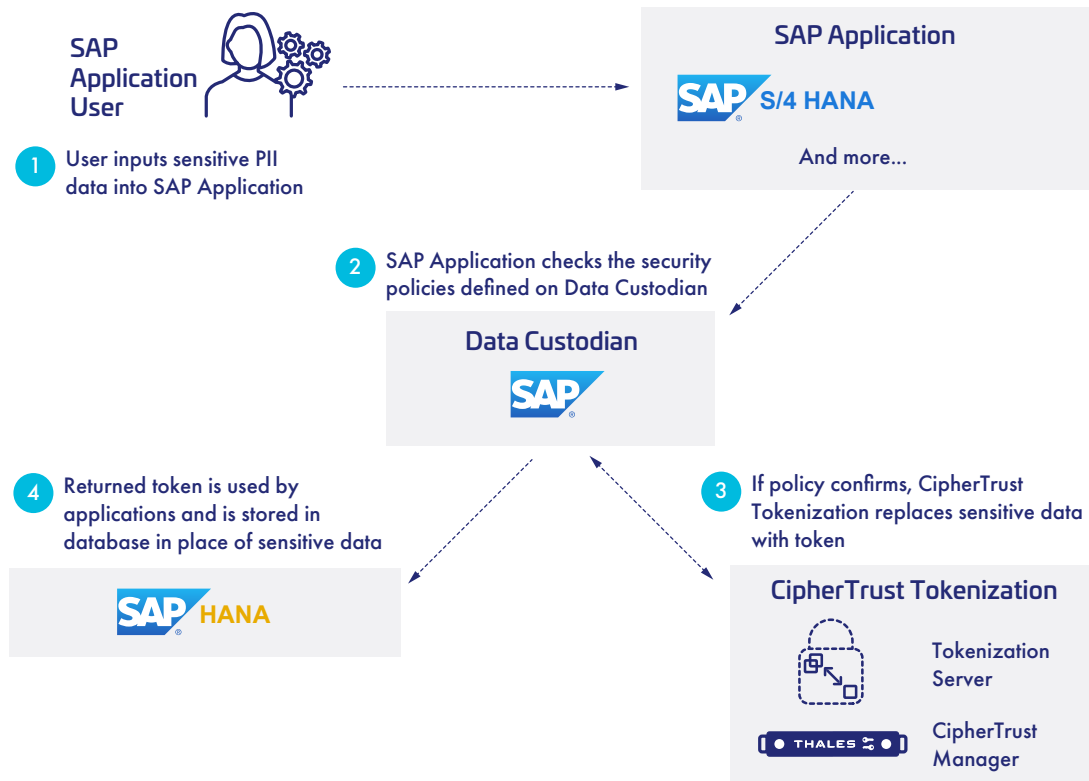 SAP
Application
User
1
User inputs sensitive PII
data into SAP Application
SAP Application
SAP® S/4 HANA
And more...
2
SAP Application checks the security
policies defined on Data Custodian
Data Custodian
SAP®
4
Returned token is used by
applications and is stored in
database in place of sensitive data
SAP® HANA
3
If policy confirms, CipherTrust
Tokenization replaces sensitive data
with token
CipherTrust Tokenization
Tokenization
Server
THALES
CipherTrust
Manager